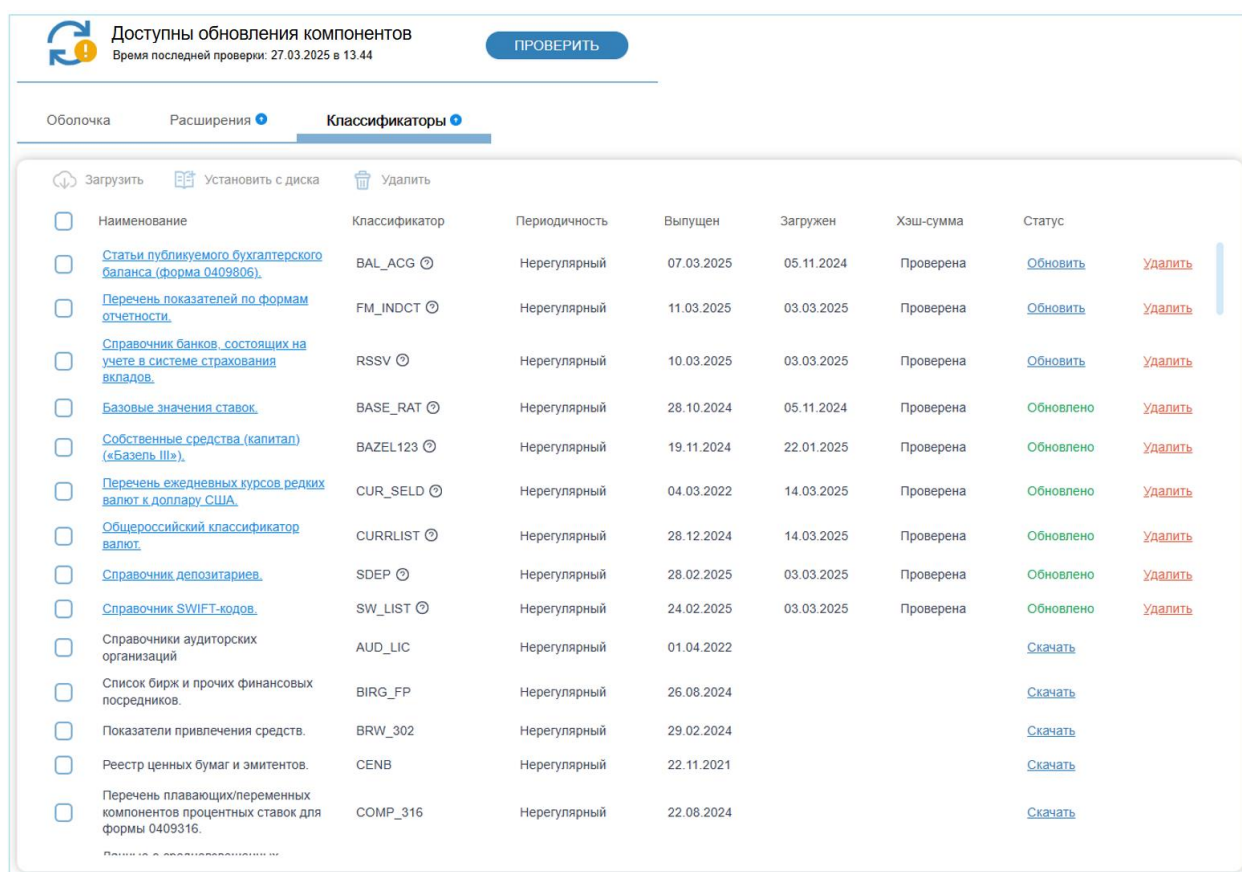 Доступны обновления компонентов
Время последней проверки: 27.03.2025 в 13.44
ПРОВЕРИТЬ
Оболочка Расширения Классификаторы
Загрузить Установить с диска Удалить
Наименование Классификатор Периодичность Выпущен Загружен Хэш-сумма Статус
Статьи публикуемого бухгалтерского
баланса (форма 0409806).
BAL_ACG Нерегулярный 07.03.2025 05.11.2024 Проверена Обновить Удалить
Перечень показателей по формам
отчетности.
FM_INDCT Нерегулярный 11.03.2025 03.03.2025 Проверена Обновить Удалить
Справочник банков, состоящих на
учете в системе страхования
вкладов.
RSSV Нерегулярный 10.03.2025 03.03.2025 Проверена Обновить Удалить
Базовые значения ставок. BASE_RAT Нерегулярный 28.10.2024 05.11.2024 Проверена Обновлено Удалить
Собственные средства (капитал)
(«Базель III»).
BAZEL123 Нерегулярный 19.11.2024 22.01.2025 Проверена Обновлено Удалить
Перечень ежедневных курсов редких
валют к доллару США.
CUR_SELD Нерегулярный 04.03.2022 14.03.2025 Проверена Обновлено Удалить
Общероссийский классификатор
валют.
CURRLIST Нерегулярный 28.12.2024 14.03.2025 Проверена Обновлено Удалить
Справочник депозитариев. SDEP Нерегулярный 28.02.2025 03.03.2025 Проверена Обновлено Удалить
Справочник SWIFT-кодов. SW_LIST Нерегулярный 24.02.2025 03.03.2025 Проверена Обновлено Удалить
Справочники аудиторских
организаций
AUD_LIC Нерегулярный 01.04.2022 Скачать
Список бирж и прочих финансовых
посредников.
BIRG_FP Нерегулярный 26.08.2024 Скачать
Показатели привлечения средств. BRW_302 Нерегулярный 29.02.2024 Скачать
Реестр ценных бумаг и эмитентов. CENB Нерегулярный 22.11.2021 Скачать
Перечень плавающих/переменных
компонентов процентных ставок для
формы 0409316.
COMP_316 Нерегулярный 22.08.2024 Скачать